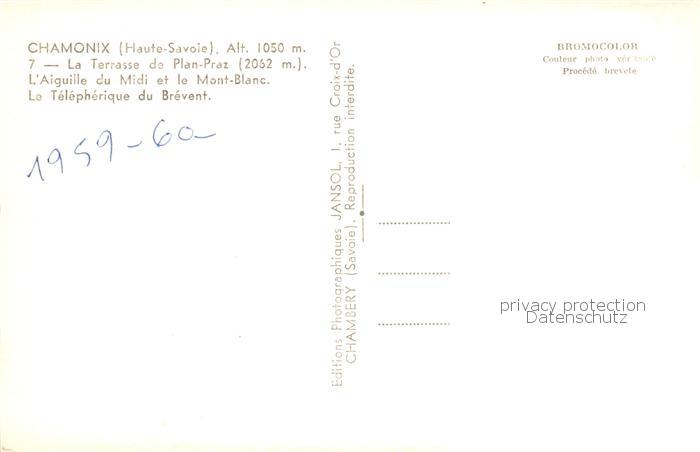 CHAMONIX (Haute-Savoie), Alt. 1050 m.
7 — La Terrasse de Plan-Praz (2062 m.).
L'Aiguille du Midi et le Mont-Blanc.
Le Téléphérique du Brévent.
1959-60
Editions Photographiques JANSOL, 1, rue Croix-d'Or
CHAMBERY (Savoie). Reproduction interdite.
BROMOCOLOR
Couleur photo véritable
Procédé breveté
privacy protection
Datenschutz